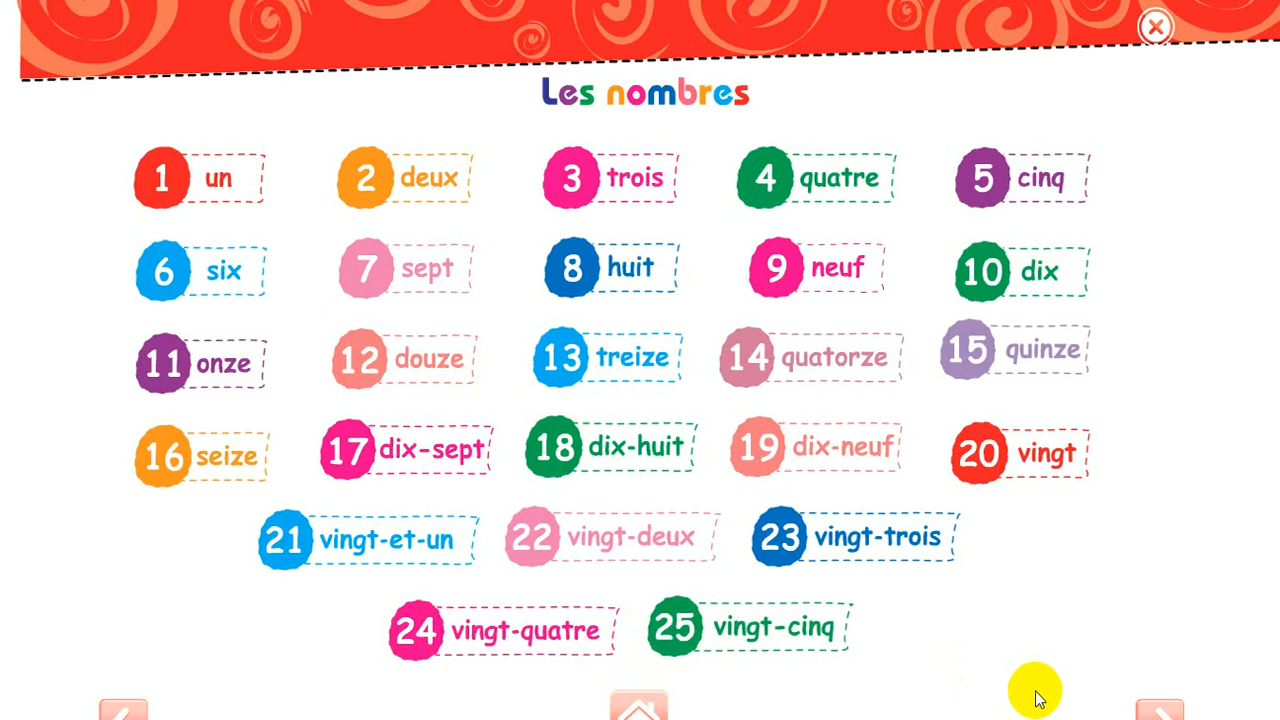 Les nombres
1 un 2 deux 3 trois 4 quatre 5 cinq
6 six 7 sept 8 huit 9 neuf 10 dix
11 onze 12 douze 13 treize 14 quatorze 15 quinze
16 seize 17 dix-sept 18 dix-huit 19 dix-neuf 20 vingt
21 vingt-et-un 22 vingt-deux 23 vingt-trois
24 vingt-quatre 25 vingt-cinq